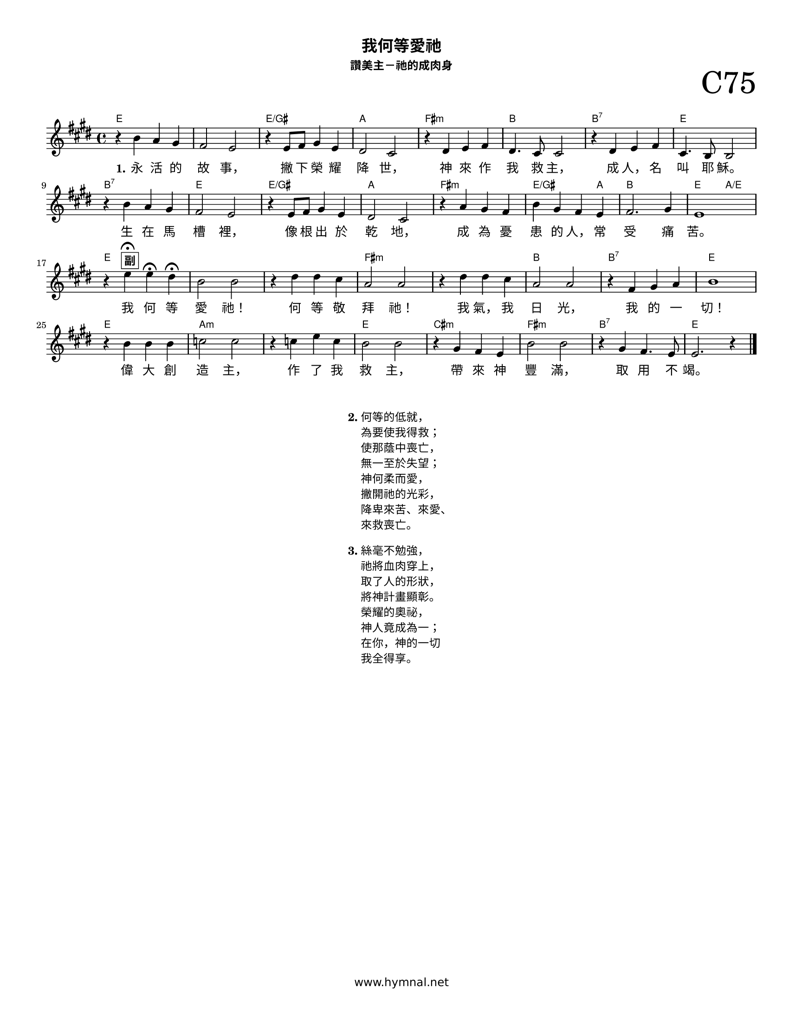 我何等愛祂
讚美主－祂的成肉身
C75
E E/G♯ A F♯m B B7 E
1. 永 活 的 故 事， 撇 下 榮 耀 降 世， 神 來 作 我 救 主， 成 人，名 叫 耶 穌。
9 B7 E E/G♯ A F♯m E/G♯ A B E A/E
生 在 馬 槽 裡， 像 根 出 於 乾 地， 成 為 憂 患 的 人，常 受 痛 苦。
17 E 副 F♯m B B7 E
我 何 等 愛 祂！ 何 等 敬 拜 祂！ 我 氣，我 日 光， 我 的 一 切！
25 E Am E C♯m F♯m B7 E
偉 大 創 造 主， 作 了 我 救 主， 帶 來 神 豐 滿， 取 用 不 竭。
2. 何等的低就，
為要使我得救；
使那蔭中喪亡，
無一至於失望；
神何柔而愛，
撇開祂的光彩，
降卑來苦、來愛、
來救喪亡。
3. 絲毫不勉強，
祂將血肉穿上，
取了人的形狀，
將神計畫顯彰。
榮耀的奧祕，
神人竟成為一；
在你，神的一切
我全得享。
www.hymnal.net